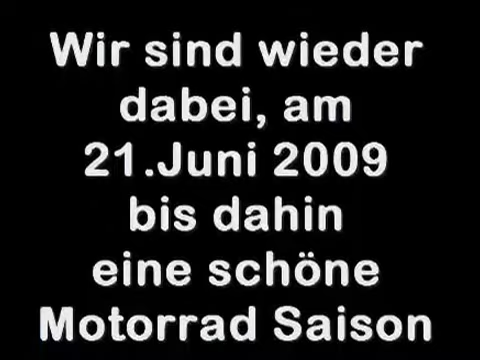 Wir sind wieder
dabei, am
21.Juni 2009
bis dahin
eine schöne
Motorrad Saison